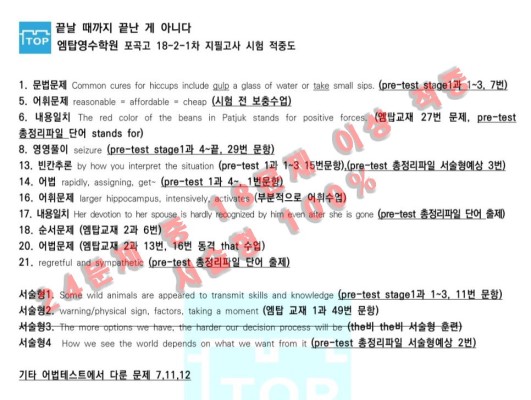 TOP
끝날 때까지 끝난 게 아니다
엠탑영수학원 포곡고 18-2-1차 지필고사 시험 적중도
1. 문법문제 Common cures for hiccups include gulp a glass of water or take small sips. (pre-test stage1과 1~3, 7번)
5. 어휘문제 reasonable = affordable = cheap (시험 전 보충수업)
6. 내용일치 The red color of the beans in Patjuk stands for positive forces. (엠탑교재 27번 문제, pre-test
총정리파일 단어 stands for)
8. 영영풀이 seizure (pre-test stage1과 4~끝, 29번 문항)
13. 빈칸추론 by how you interpret the situation (pre-test 1과 1~3 15번문항),(pre-test 총정리파일 서술형예상 3번)
14. 어법 rapidly, assigning, get~ (pre-test 1과 4~, 1번문항)
16. 어휘문항 larger hippocampus, intensively, activates (부분적으로 어휘수업)
17. 내용일치 Her devotion to her spouse is hardly recognized by him even after she is gone (pre-test 총정리파일 단어 출제)
18. 순서문제 (엠탑교재 2과 6번)
20. 어법문제 (엠탑교재 2과 13번, 16번 동격 that 수업)
21. regretful and sympathetic (pre-test 총정리파일 단어 출제)
24문제 중 18문제 이상 적중
서술형 100%
서술형1. Some wild animals are appeared to transmit skills and knowledge (pre-test stage1과 1~3, 11번 문항)
서술형2. warning/physical sign, factors, taking a moment (엠탑 교재 1과 49번 문항)
서술형3. The more options we have, the harder our decision process will be (the비 the비 서술형 훈련)
서술형4 How we see the world depends on what we want from it (pre-test 총정리파일 서술형예상 2번)
기타 어법테스트에서 다룬 문제 7,11,12
TOP